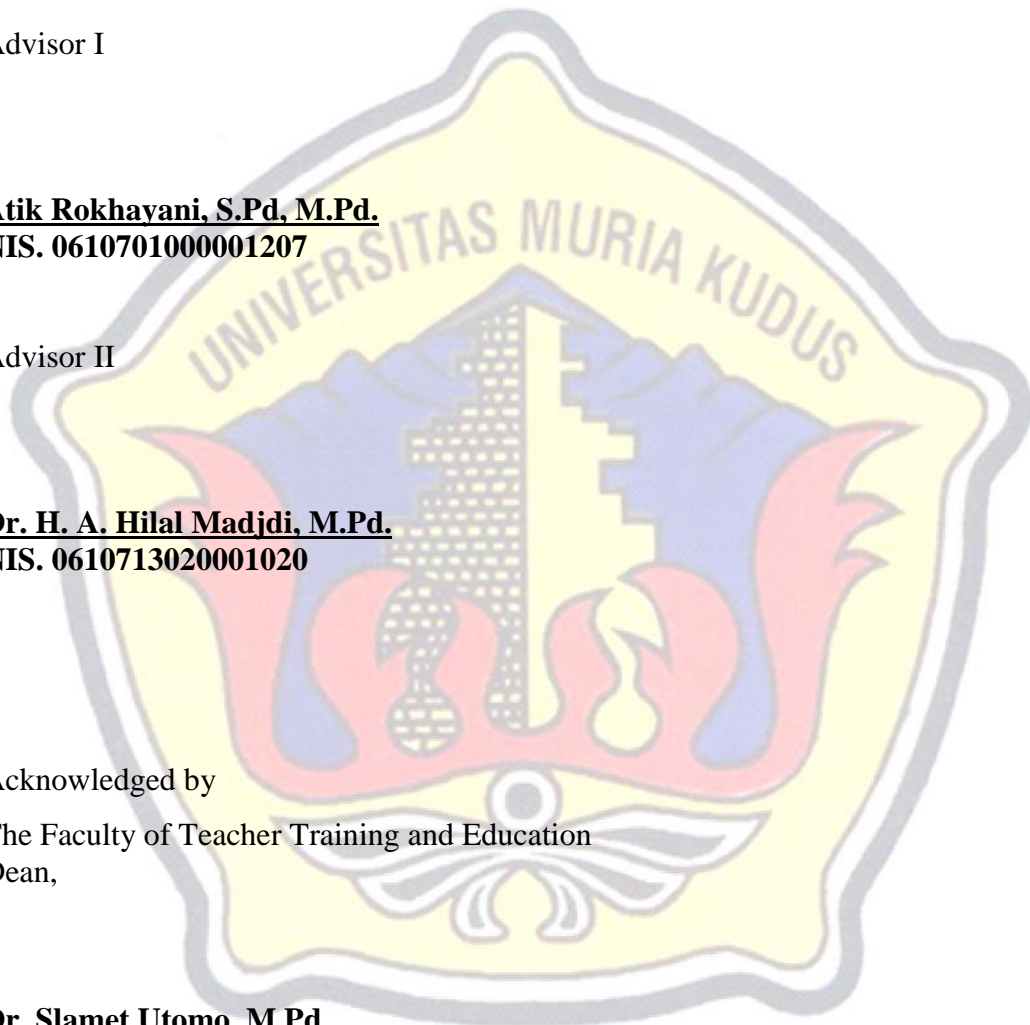 Advisor I
Atik Rokhayani, S.Pd, M.Pd.
NIS. 0610701000001207
UNIVERSITAS MURIA KUDUS
Advisor II
Dr. H. A. Hilal Madjdi, M.Pd.
NIS. 0610713020001020
Acknowledged by
The Faculty of Teacher Training and Education
Dean,
Dr. Slamet Utomo, M.Pd